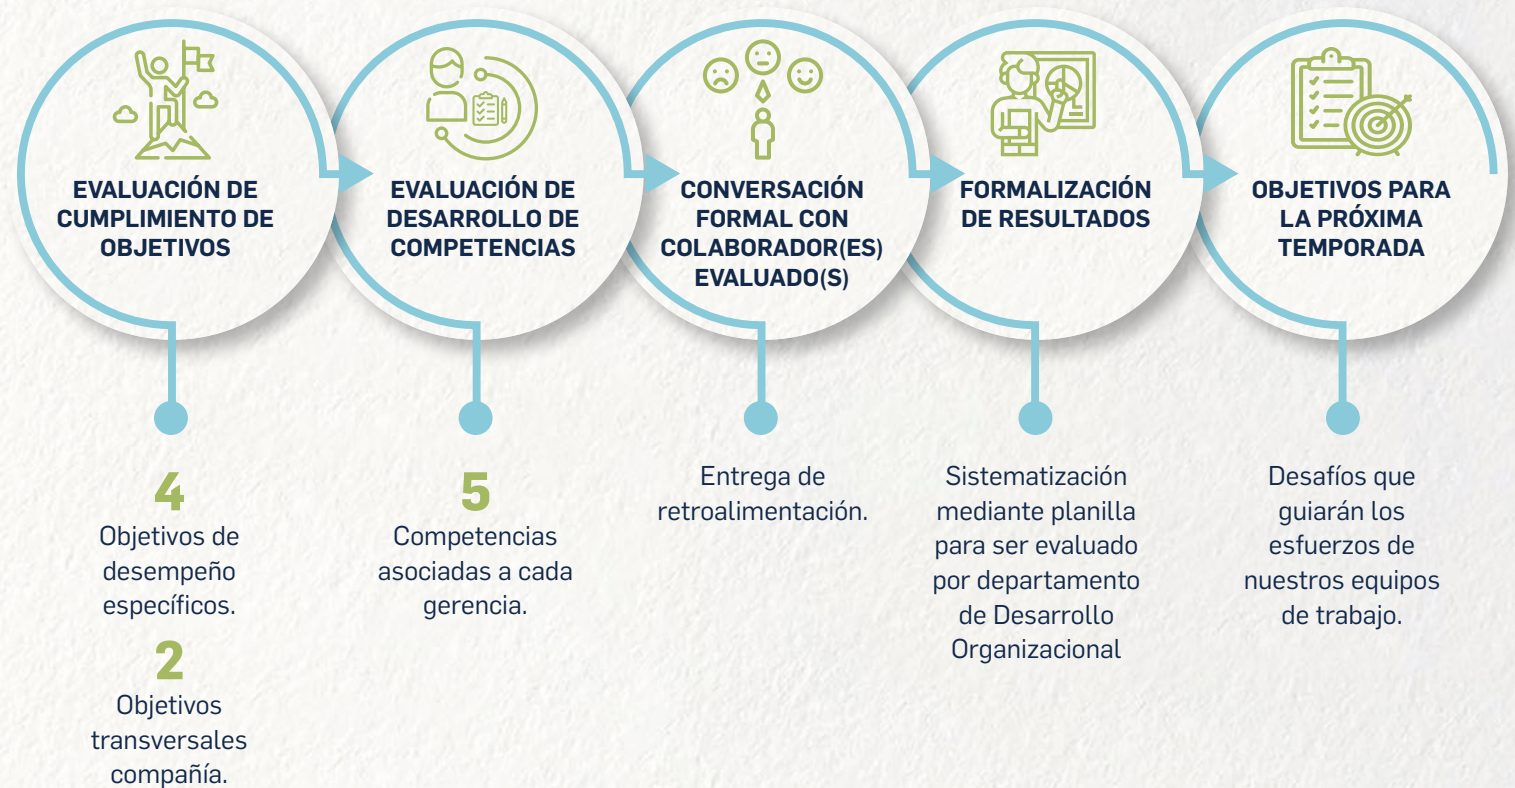 EVALUACIÓN DE
CUMPLIMIENTO DE
OBJETIVOS
4
Objetivos de
desempeño
específicos.
2
Objetivos
transversales
compañía.
EVALUACIÓN DE
DESARROLLO DE
COMPETENCIAS
5
Competencias
asociadas a cada
gerencia.
CONVERSACIÓN
FORMAL CON
COLABORADOR(ES)
EVALUADO(S)
Entrega de
retroalimentación.
FORMALIZACIÓN
DE RESULTADOS
Sistematización
mediante planilla
para ser evaluado
por departamento
de Desarrollo
Organizacional
OBJETIVOS PARA
LA PRÓXIMA
TEMPORADA
Desafíos que
guiarán los
esfuerzos de
nuestros equipos
de trabajo.